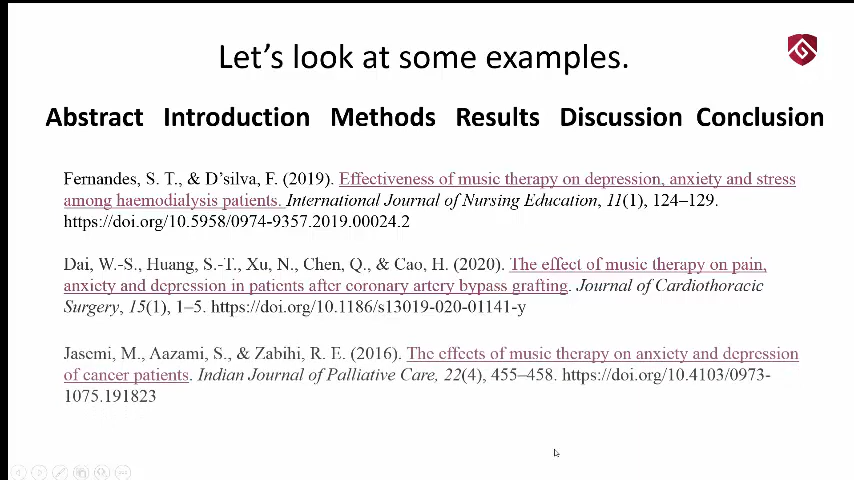 Let's look at some examples.
Abstract Introduction Methods Results Discussion Conclusion
Fernandes, S. T., & D'silva, F. (2019). Effectiveness of music therapy on depression, anxiety and stress
among haemodialysis patients. International Journal of Nursing Education, 11(1), 124–129.
https://doi.org/10.5958/0974-9357.2019.00024.2
Dai, W.-S., Huang, S.-T., Xu, N., Chen, Q., & Cao, H. (2020). The effect of music therapy on pain,
anxiety and depression in patients after coronary artery bypass grafting. Journal of Cardiothoracic
Surgery, 15(1), 1–5. https://doi.org/10.1186/s13019-020-01141-y
Jasemi, M., Aazami, S., & Zabihi, R. E. (2016). The effects of music therapy on anxiety and depression
of cancer patients. Indian Journal of Palliative Care, 22(4), 455–458. https://doi.org/10.4103/0973-
1075.191823